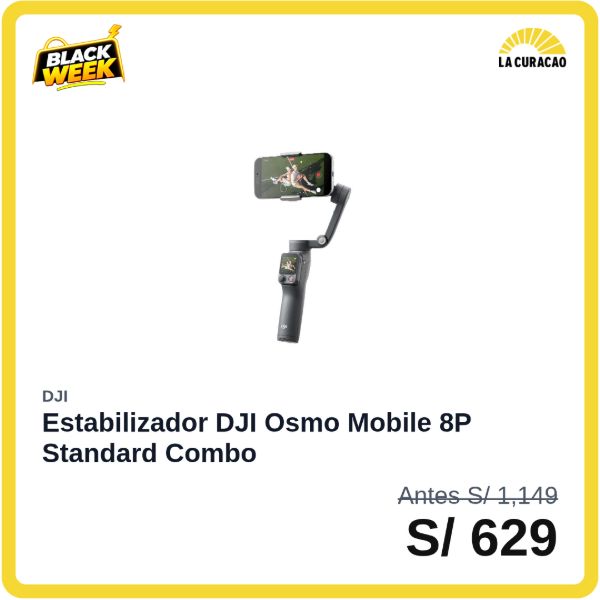 BLACK
WEEK
LA CURACAO
DJI
Estabilizador DJI Osmo Mobile 8P
Standard Combo
Antes S/ 1,149
S/ 629